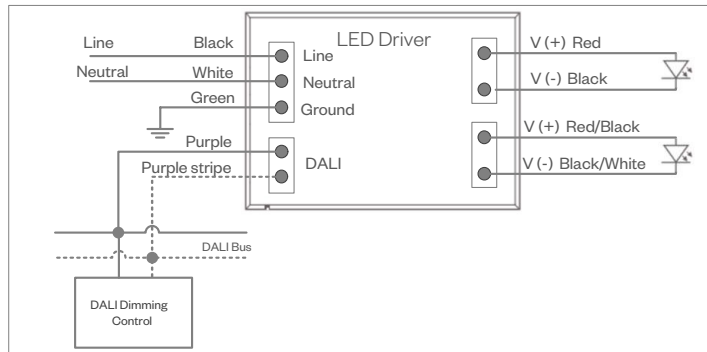 LED Driver
Line Black Line
Neutral White Neutral
Green Ground
Purple
Purple stripe
DALI
V (+) Red
V (-) Black
V (+) Red/Black
V (-) Black/White
DALI Bus
DALI Dimming
Control